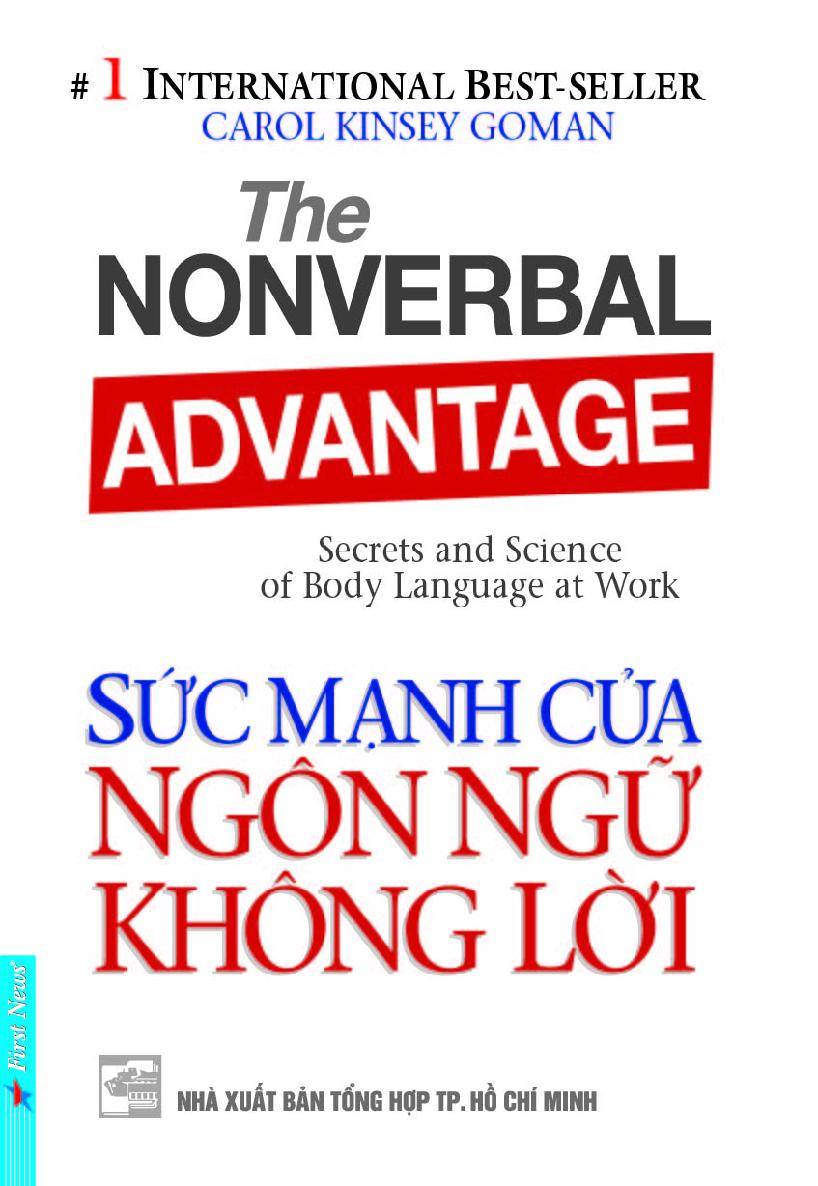 # 1 INTERNATIONAL BEST-SELLER
CAROL KINSEY GOMAN
The
NONVERBAL
ADVANTAGE
Secrets and Science
of Body Language at Work
SỨC MẠNH CỦA
NGÔN NGỮ
KHÔNG LỜI
First News
NHÀ XUẤT BẢN TỔNG HỢP TP. HỒ CHÍ MINH